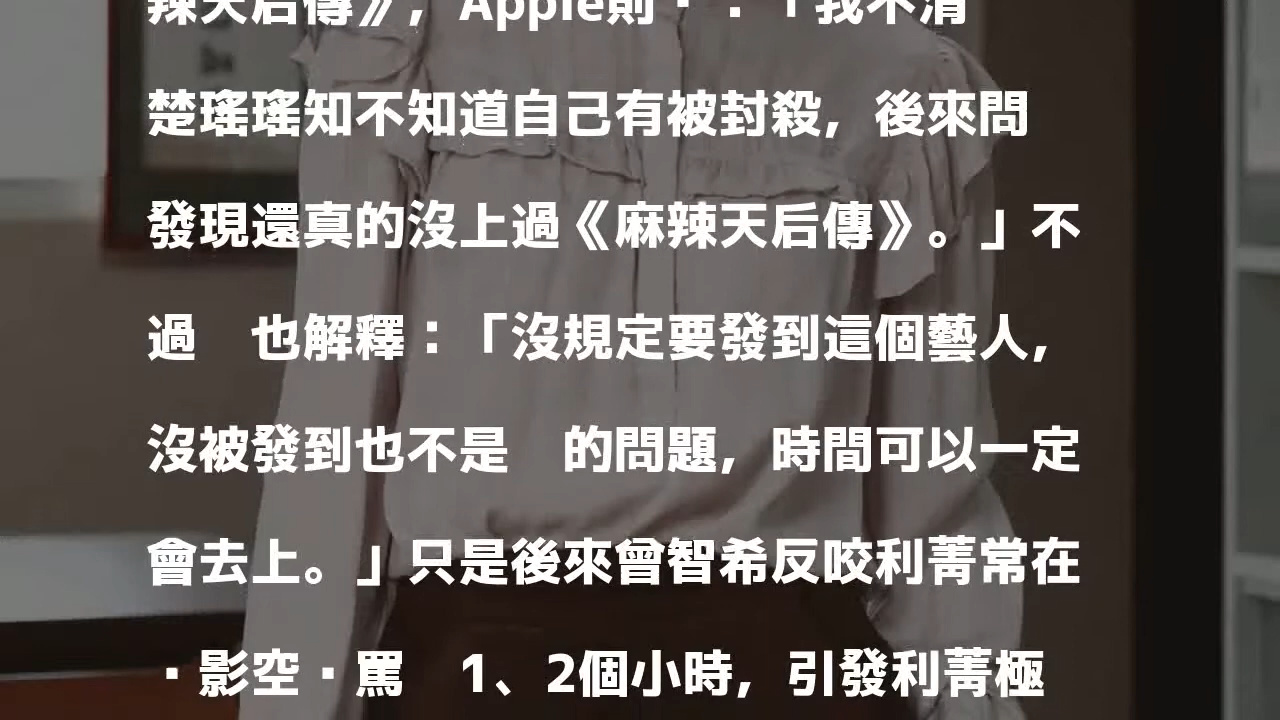 辣天后傳》，Apple則·：「我不清
楚瑤瑤知不知道自己有被封殺，後來問
發現還真的沒上過《麻辣天后傳》。」不
過　也解釋：「沒規定要發到這個藝人，
沒被發到也不是　的問題，時間可以一定
會去上。」只是後來曾智希反咬利菁常在
·影空·罵　1、2個小時，引發利菁極